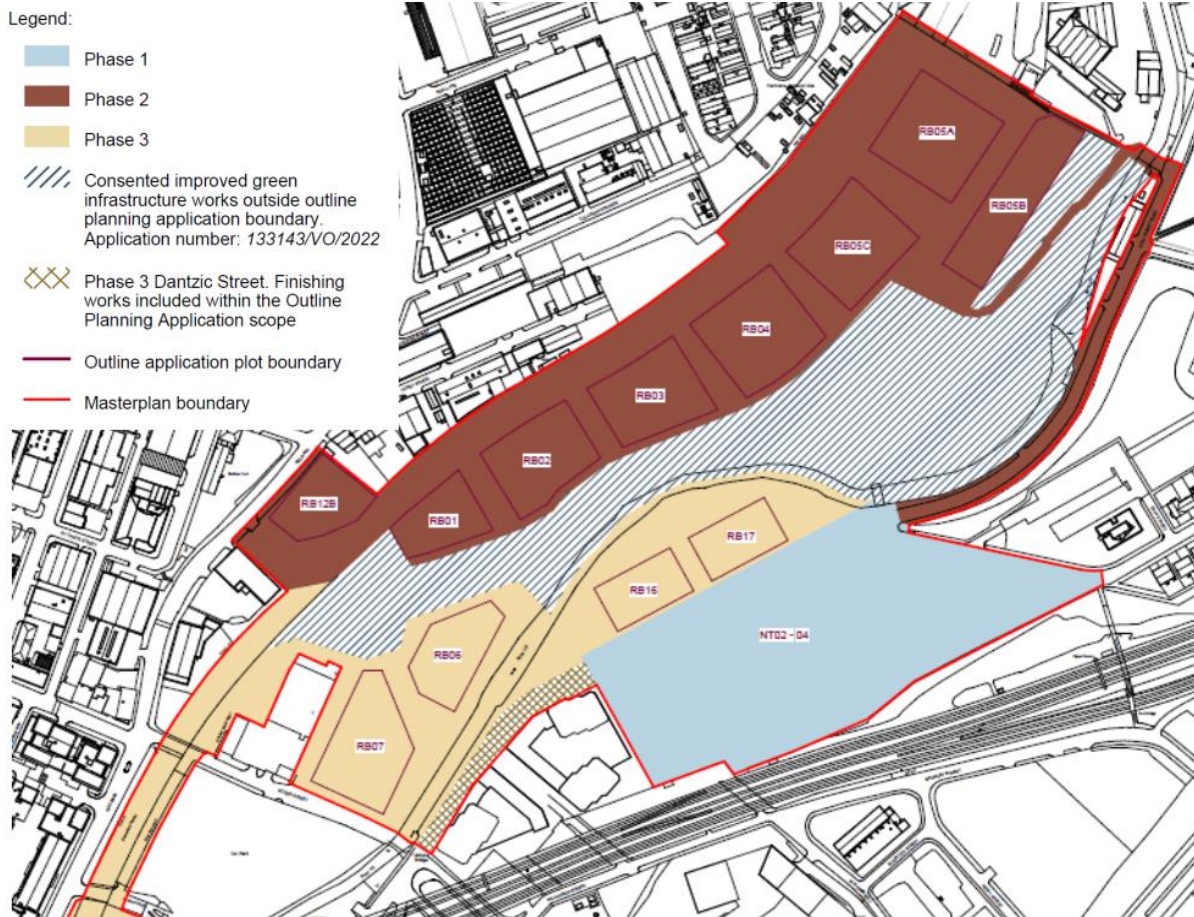 Legend:
Phase 1
Phase 2
Phase 3
Consented improved green
infrastructure works outside outline
planning application boundary.
Application number: 133143/VO/2022
Phase 3 Dantzic Street. Finishing
works included within the Outline
Planning Application scope
Outline application plot boundary
Masterplan boundary
RB05A
RB05B
RB05C
RB04
RB03
RB02
RB12B
RB01
RB17
RB16
NT02 - 04
RB06
RB07
Car Park